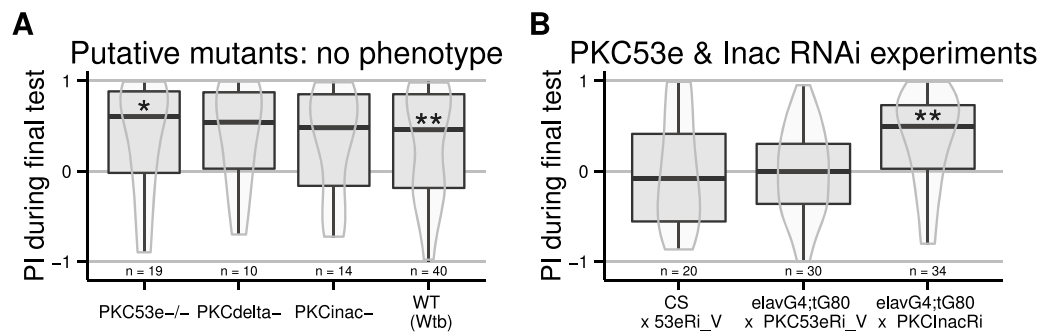 A
Putative mutants: no phenotype
PI during final test
1
0
−1
*
**
n = 19
n = 10
n = 14
n = 40
PKC53e−/−
PKCdelta−
PKCinac−
WT
(Wtb)
B
PKC53e & Inac RNAi experiments
PI during final test
1
0
−1
**
n = 20
n = 30
n = 34
CS
x 53eRi_V
elavG4;tG80
x PKC53eRi_V
elavG4;tG80
x PKCInacRi